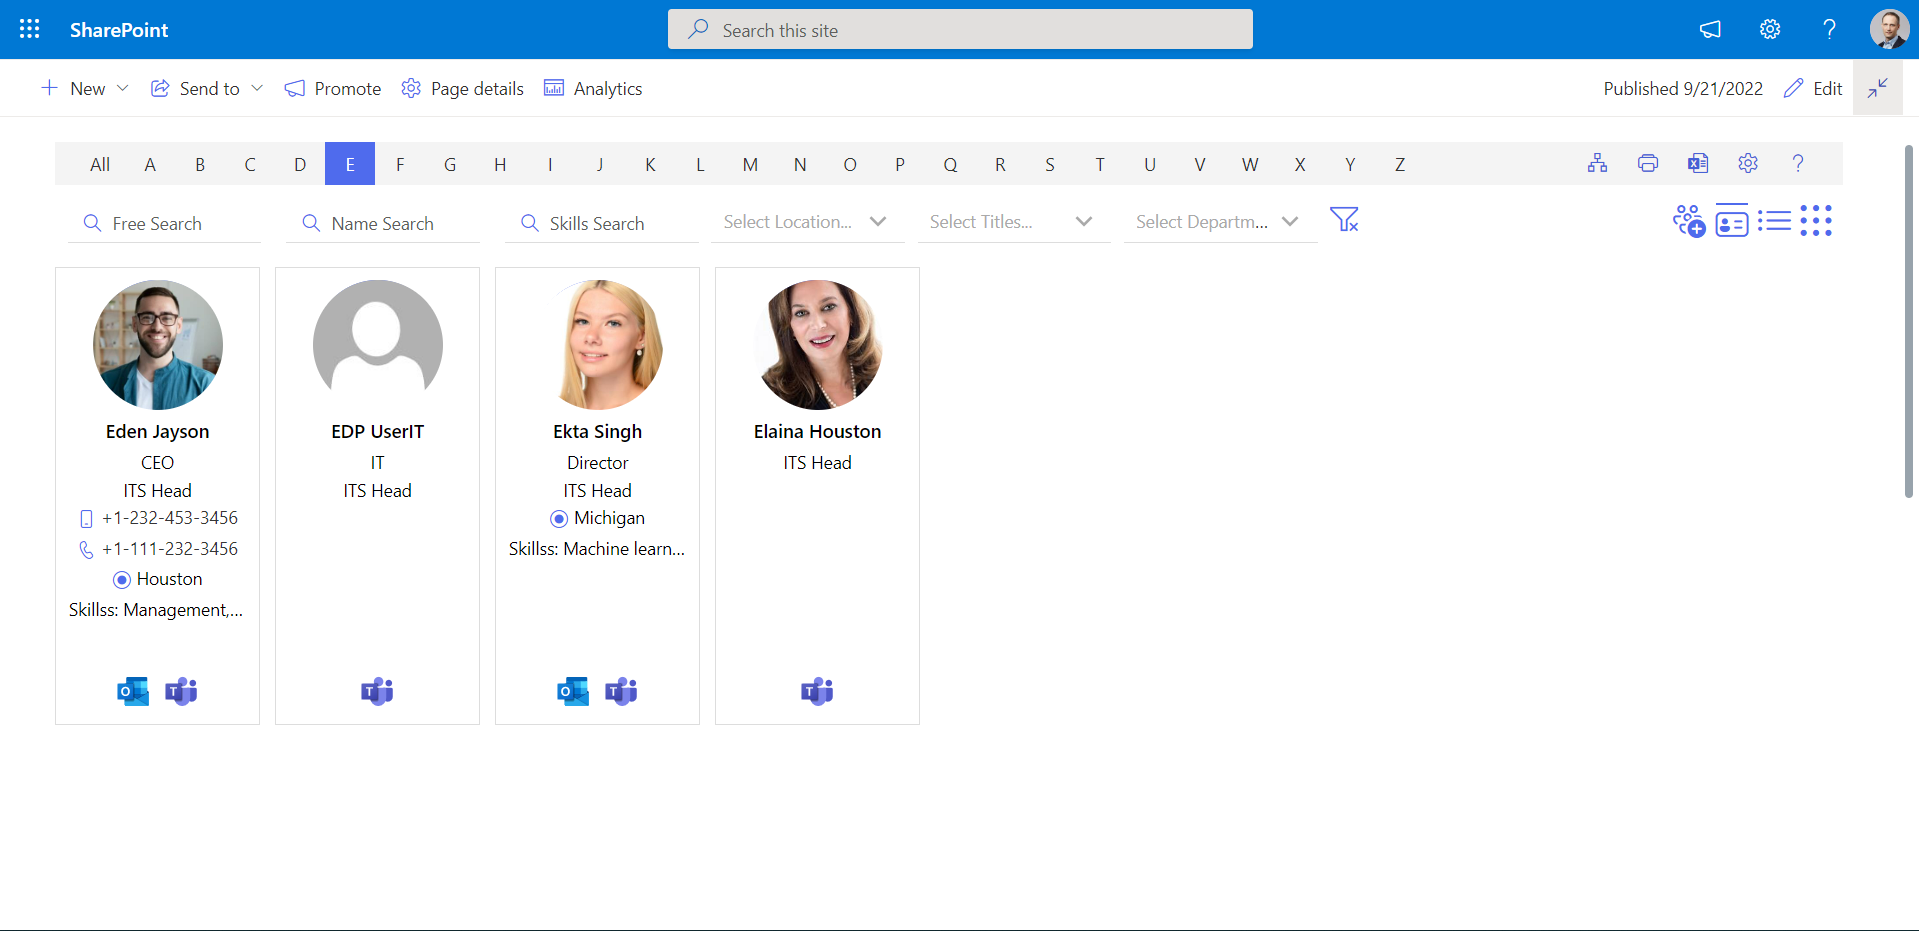 SharePoint
Search this site
New Send to Promote Page details Analytics Published 9/21/2022 Edit
All A B C D E F G H I J K L M N O P Q R S T U V W X Y Z
Free Search Name Search Skills Search Select Location... Select Titles... Select Departm...
Eden Jayson
CEO
ITS Head
+1-232-453-3456
+1-111-232-3456
Houston
Skillss: Management,...
EDP UserIT
IT
ITS Head
Ekta Singh
Director
ITS Head
Michigan
Skillss: Machine learn...
Elaina Houston
ITS Head